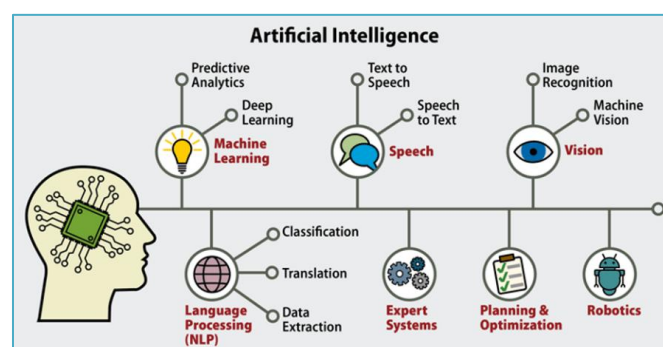 Artificial Intelligence
Predictive
Analytics
Deep
Learning
Machine
Learning
Text to
Speech
Speech
to Text
Speech
Image
Recognition
Machine
Vision
Vision
Classification
Translation
Data
Extraction
Language
Processing
(NLP)
Expert
Systems
Planning &
Optimization
Robotics